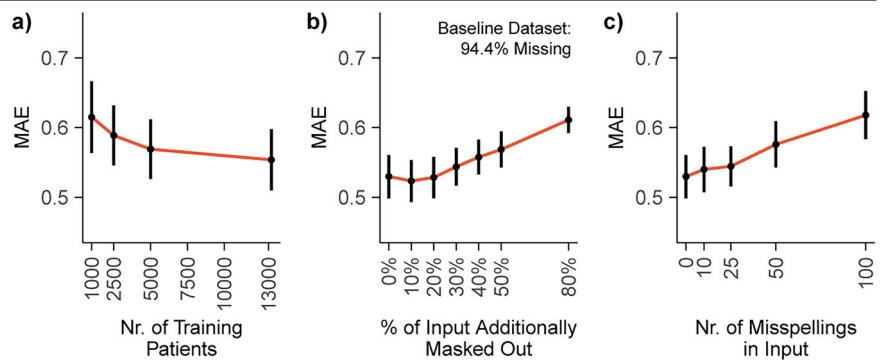 a)
MAE
0.7
0.6
0.5
1000
2500
5000
7500
10000
13000
Nr. of Training
Patients
b)
Baseline Dataset:
94.4% Missing
MAE
0.7
0.6
0.5
0%
10%
20%
30%
40%
50%
80%
% of Input Additionally
Masked Out
c)
MAE
0.7
0.6
0.5
0
10
25
50
100
Nr. of Misspellings
in Input